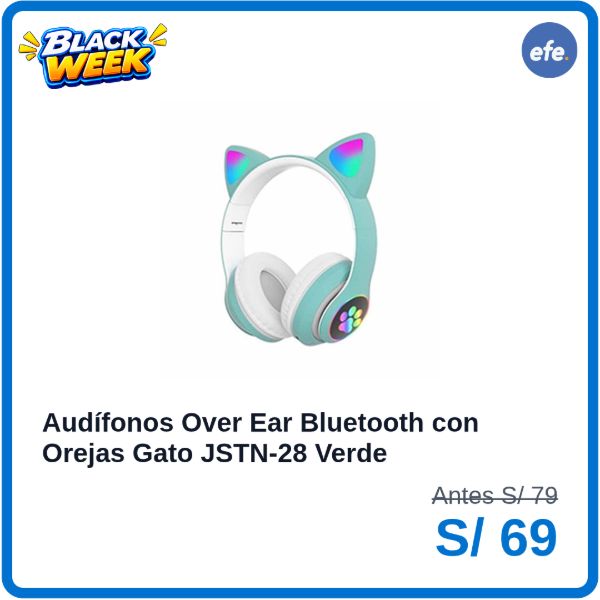 BLACK
WEEK
efe.
Audífonos Over Ear Bluetooth con
Orejas Gato JSTN-28 Verde
Antes S/ 79
S/ 69